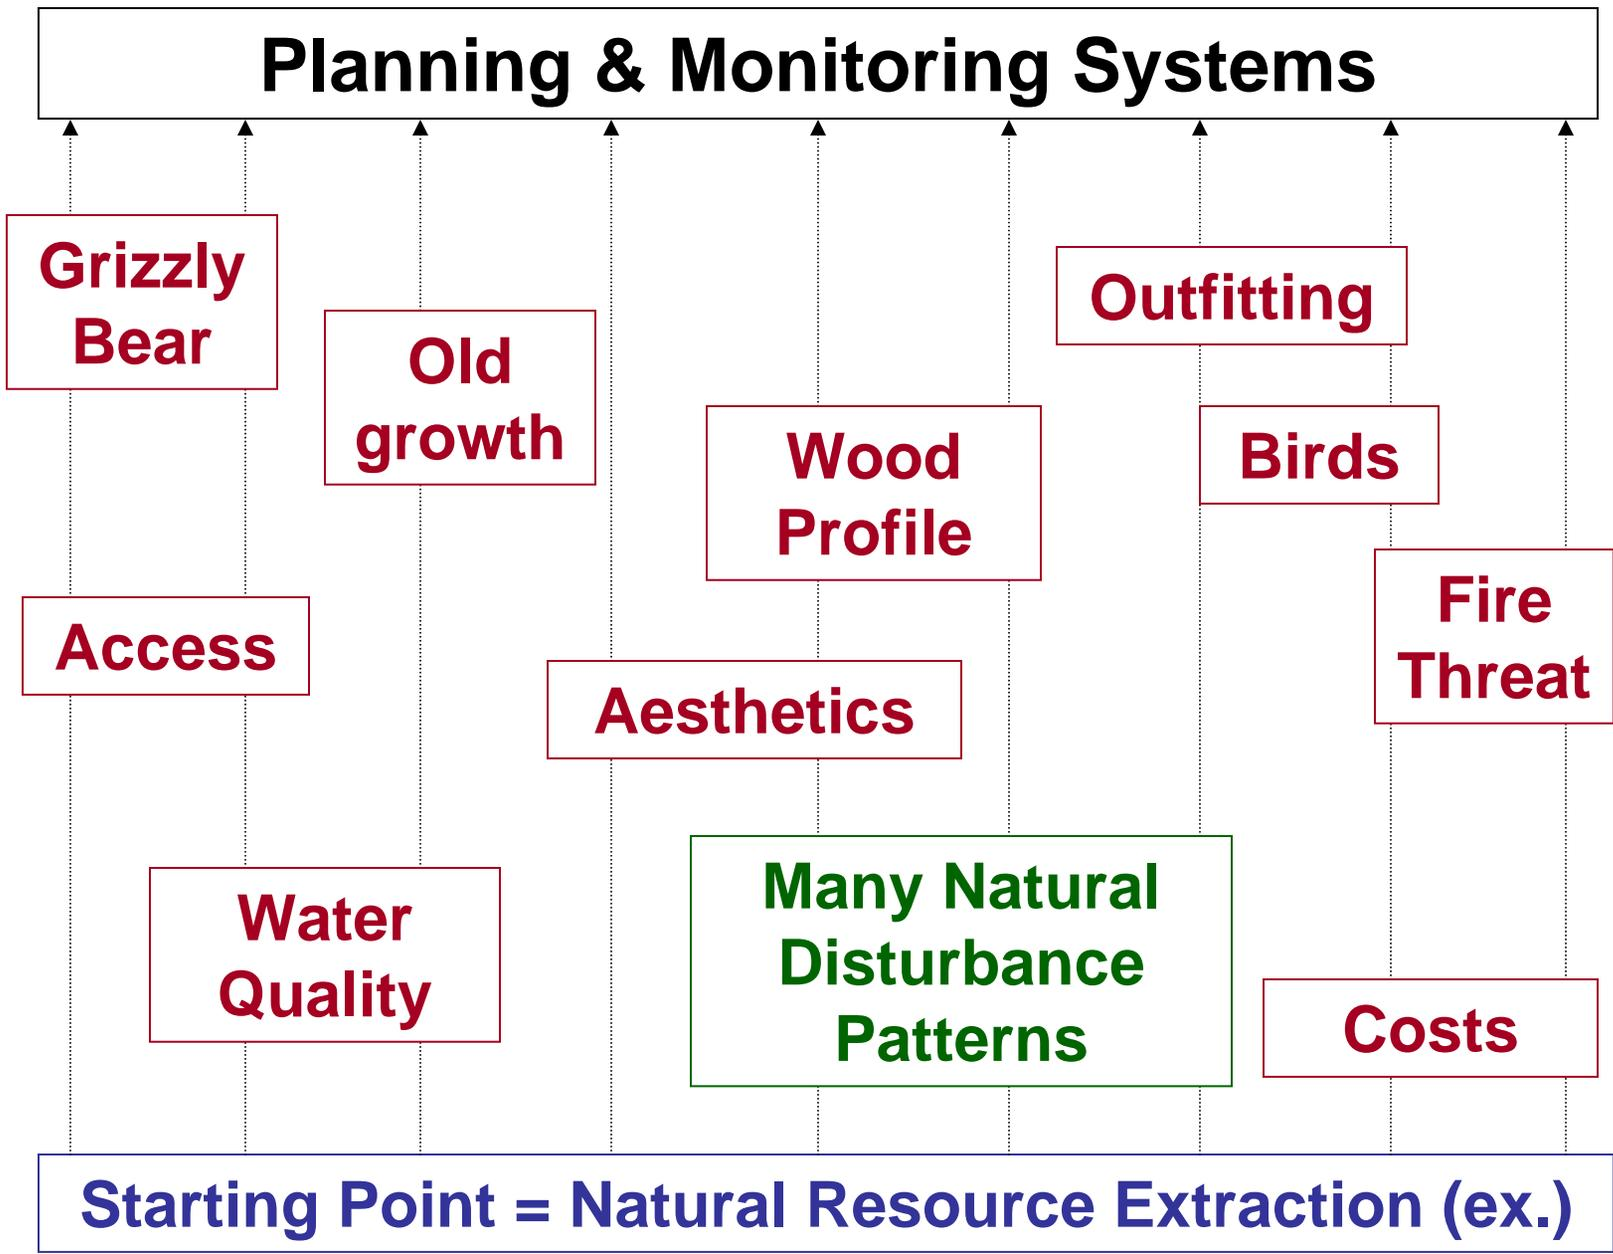 Planning & Monitoring Systems
Grizzly
Bear
Outfitting
Old
growth
Wood
Profile
Birds
Fire
Threat
Access
Aesthetics
Many Natural
Disturbance
Patterns
Water
Quality
Costs
Starting Point = Natural Resource Extraction (ex.)